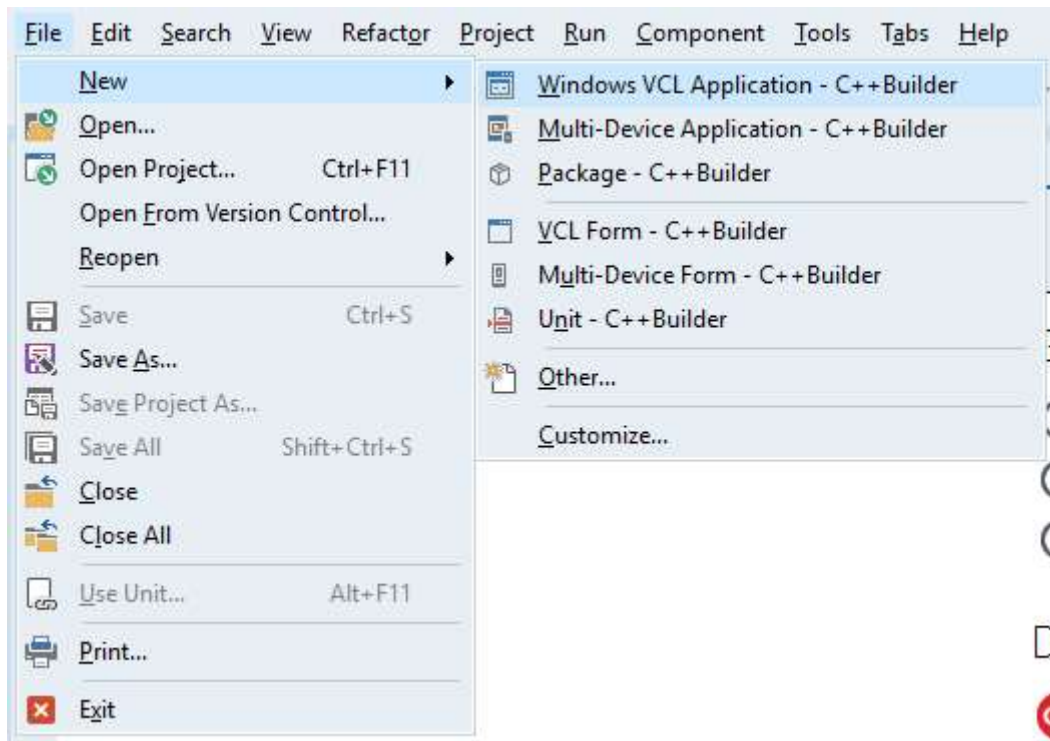 File Edit Search View Refactor Project Run Component Tools Tabs Help
New
Open...
Open Project... Ctrl+F11
Open From Version Control...
Reopen
Save Ctrl+S
Save As...
Save Project As...
Save All Shift+Ctrl+S
Close
Close All
Use Unit... Alt+F11
Print...
Exit
Windows VCL Application - C++Builder
Multi-Device Application - C++Builder
Package - C++Builder
VCL Form - C++Builder
Multi-Device Form - C++Builder
Unit - C++Builder
Other...
Customize...